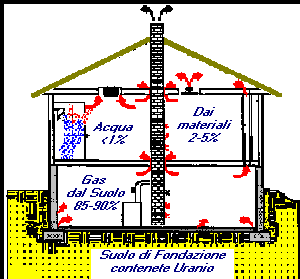 Acqua
<1%
Dai
materiali
2-5%
Gas
dal Suolo
85-90%
Suolo di Fondazione
contenete Uranio